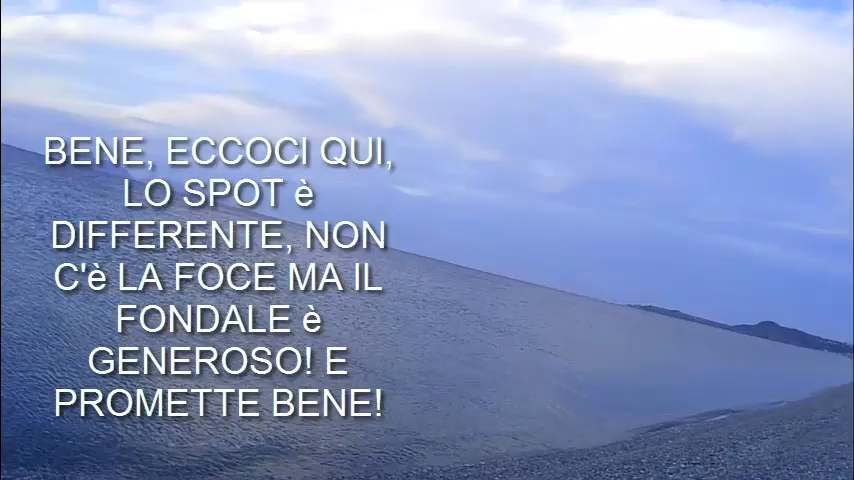 BENE, ECCOCI QUI,
LO SPOT è
DIFFERENTE, NON
C'è LA FOCE MA IL
FONDALE è
GENEROSO! E
PROMETTE BENE!